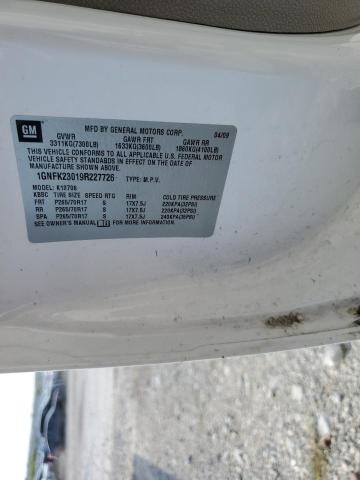 GM
MFD BY GENERAL MOTORS CORP. 04/09
GVWR GAWR FRT GAWR RR
3311KG(7300LB) 1633KG(3600LB) 1860KG(4100LB)
THIS VEHICLE CONFORMS TO ALL APPLICABLE U.S. FEDERAL MOTOR
VEHICLE SAFETY STANDARDS IN EFFECT ON THE DATE OF
MANUFACTURE SHOWN ABOVE.
1GNFK23019R227726 TYPE: M.P.V.
MODEL: K10706
KBBC TIRE SIZE SPEED RTG RIM COLD TIRE PRESSURE
FRT P265/70R17 S 17X7.5J 220KPA(32PSI)
RR P265/70R17 S 17X7.5J 220KPA(32PSI)
SPA P265/70R17 S 17X7.5J 240KPA(35PSI)
SEE OWNER'S MANUAL FOR ADDITIONAL INFORMATION.